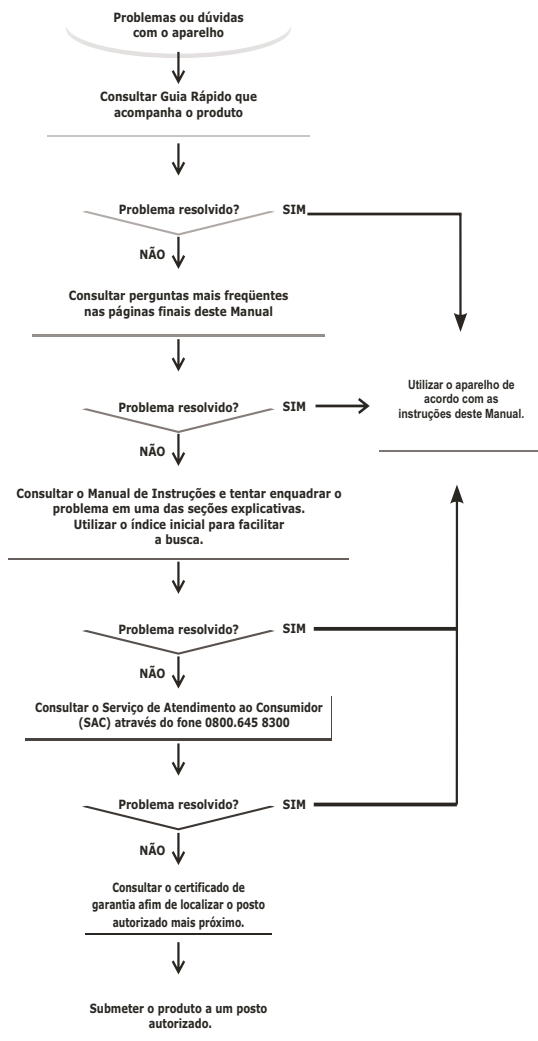 Problemas ou dúvidas
com o aparelho
Consultar Guia Rápido que
acompanha o produto
Problema resolvido?
SIM
NÃO
Consultar perguntas mais freqüentes
nas páginas finais deste Manual
Utilizar o aparelho de
acordo com as
instruções deste Manual.
Problema resolvido?
SIM
NÃO
Consultar o Manual de Instruções e tentar enquadrar o
problema em uma das seções explicativas.
Utilizar o índice inicial para facilitar
a busca.
Problema resolvido?
SIM
NÃO
Consultar o Serviço de Atendimento ao Consumidor
(SAC) através do fone 0800.645 8300
Problema resolvido?
SIM
NÃO
Consultar o certificado de
garantia afim de localizar o posto
autorizado mais próximo.
Submeter o produto a um posto
autorizado.